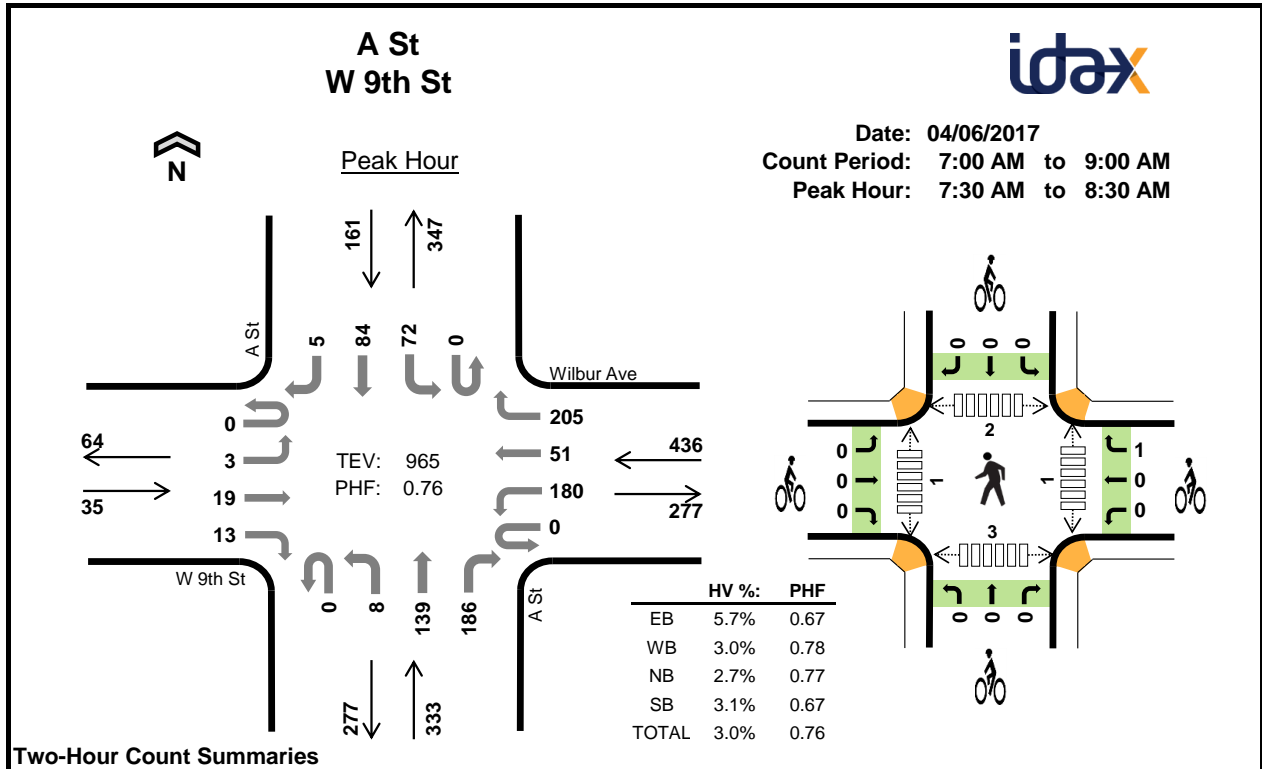 A St
W 9th St
idax
N
Peak Hour
Date: 04/06/2017
Count Period: 7:00 AM to 9:00 AM
Peak Hour: 7:30 AM to 8:30 AM
161
347
A St
5
84
72
0
Wilbur Ave
0
3
19
13
64
35
TEV: 965
PHF: 0.76
205
51
180
0
436
277
W 9th St
0
8
139
186
A St
277
333
HV %: PHF
EB 5.7% 0.67
WB 3.0% 0.78
NB 2.7% 0.77
SB 3.1% 0.67
TOTAL 3.0% 0.76
0 0 0
2
0
0
0
1
1
1
0
0
3
0 0 0
Two-Hour Count Summaries